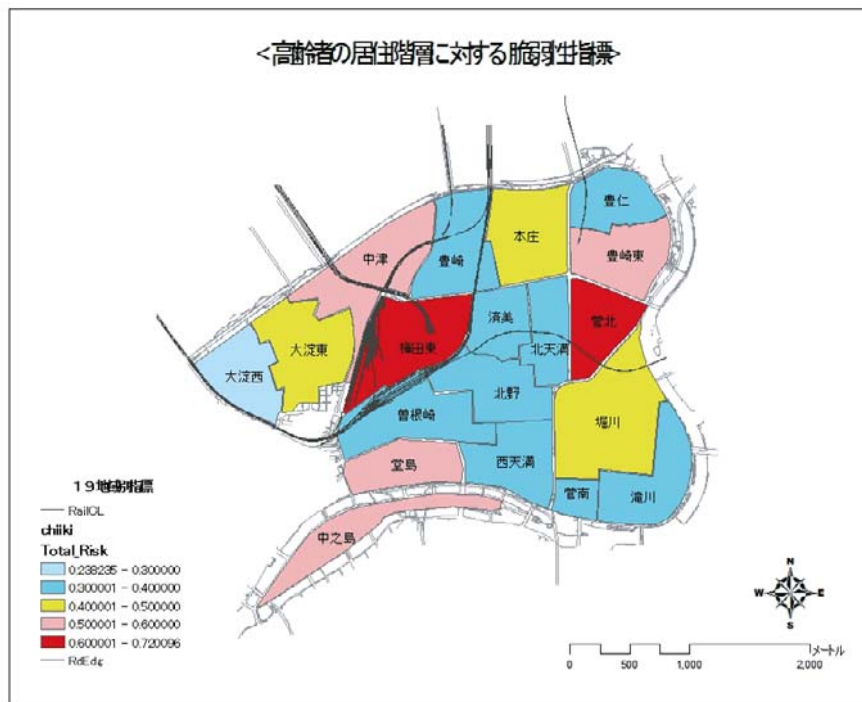 <高齢者の居住階層に対する脆弱性指標>
豊仁
本庄
豊崎
豊崎東
中津
済美
菅北
梅田東
大淀東
北天満
大淀西
北野
曽根崎
堀川
西天満
堂島
菅南
滝川
中之島
19地域別指標
RailCL
chiiki
Total_Risk
0.238235 - 0.300000
0.300001 - 0.400000
0.400001 - 0.500000
0.500001 - 0.600000
0.600001 - 0.720096
RdEdg
N
W E
S
メートル
0 500 1,000 2,000